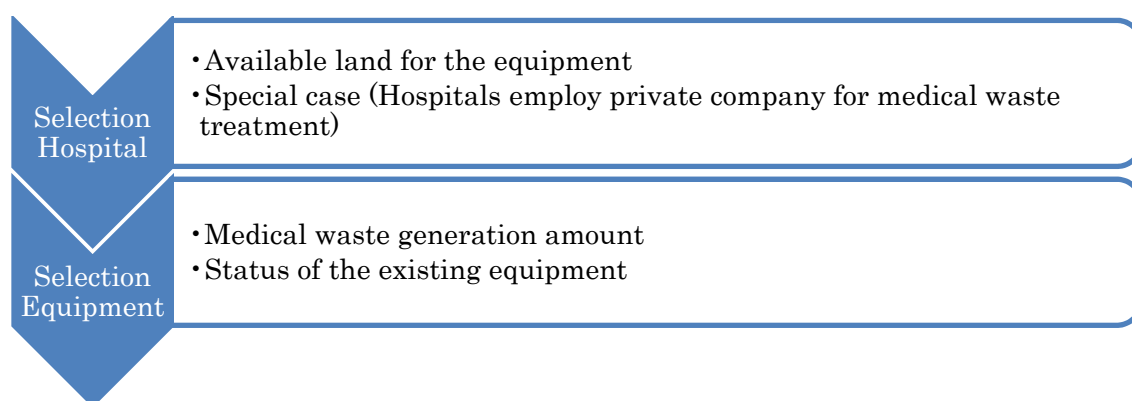 Selection
Hospital
•Available land for the equipment
•Special case (Hospitals employ private company for medical waste
treatment)
Selection
Equipment
•Medical waste generation amount
•Status of the existing equipment